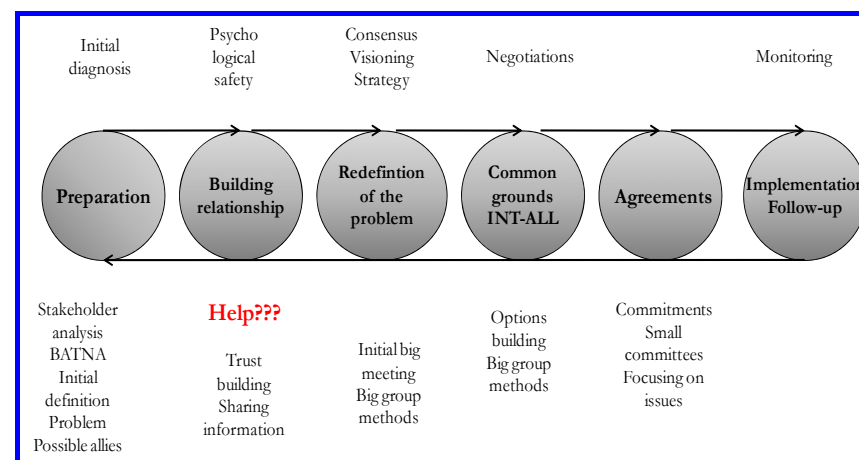 Initial
diagnosis
Psycho
logical
safety
Consensus
Visioning
Strategy
Negotiations
Monitoring
Preparation
Building
relationship
Redefintion
of the
problem
Common
grounds
INT-ALL
Agreements
Implementation
Follow-up
Stakeholder
analysis
BATNA
Initial
definition
Problem
Possible allies
Help???
Trust
building
Sharing
information
Initial big
meeting
Big group
methods
Options
building
Big group
methods
Commitments
Small
committees
Focusing on
issues